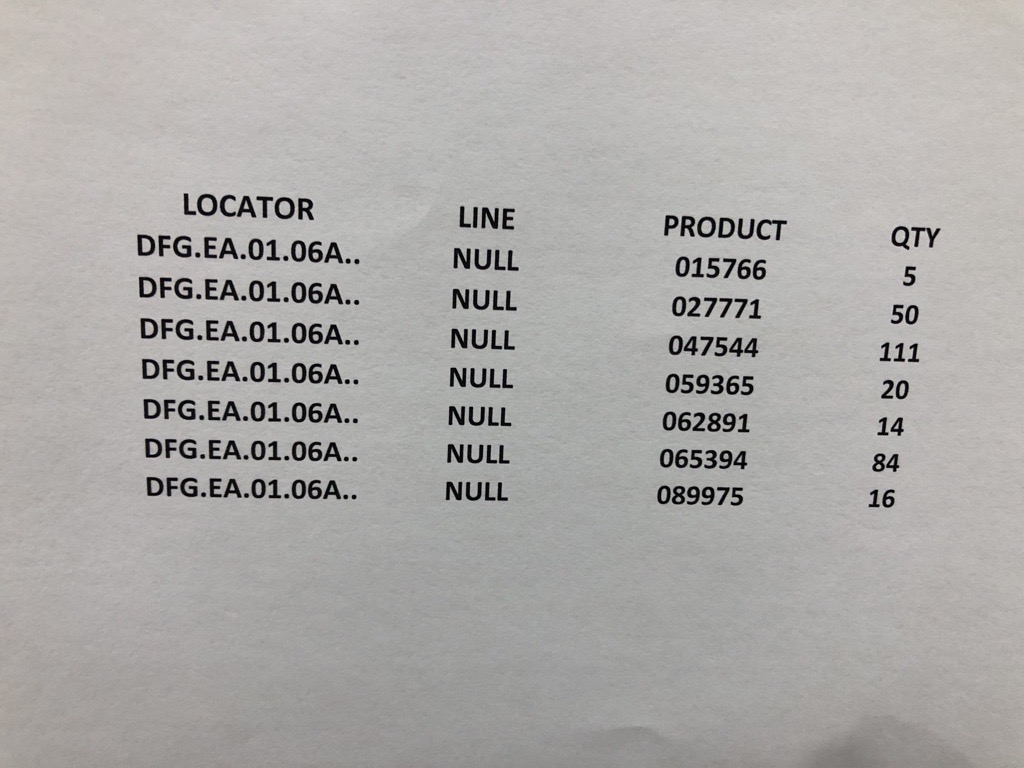 LOCATOR LINE PRODUCT QTY
DFG.EA.01.06A.. NULL 015766 5
DFG.EA.01.06A.. NULL 027771 50
DFG.EA.01.06A.. NULL 047544 111
DFG.EA.01.06A.. NULL 059365 20
DFG.EA.01.06A.. NULL 062891 14
DFG.EA.01.06A.. NULL 065394 84
DFG.EA.01.06A.. NULL 089975 16